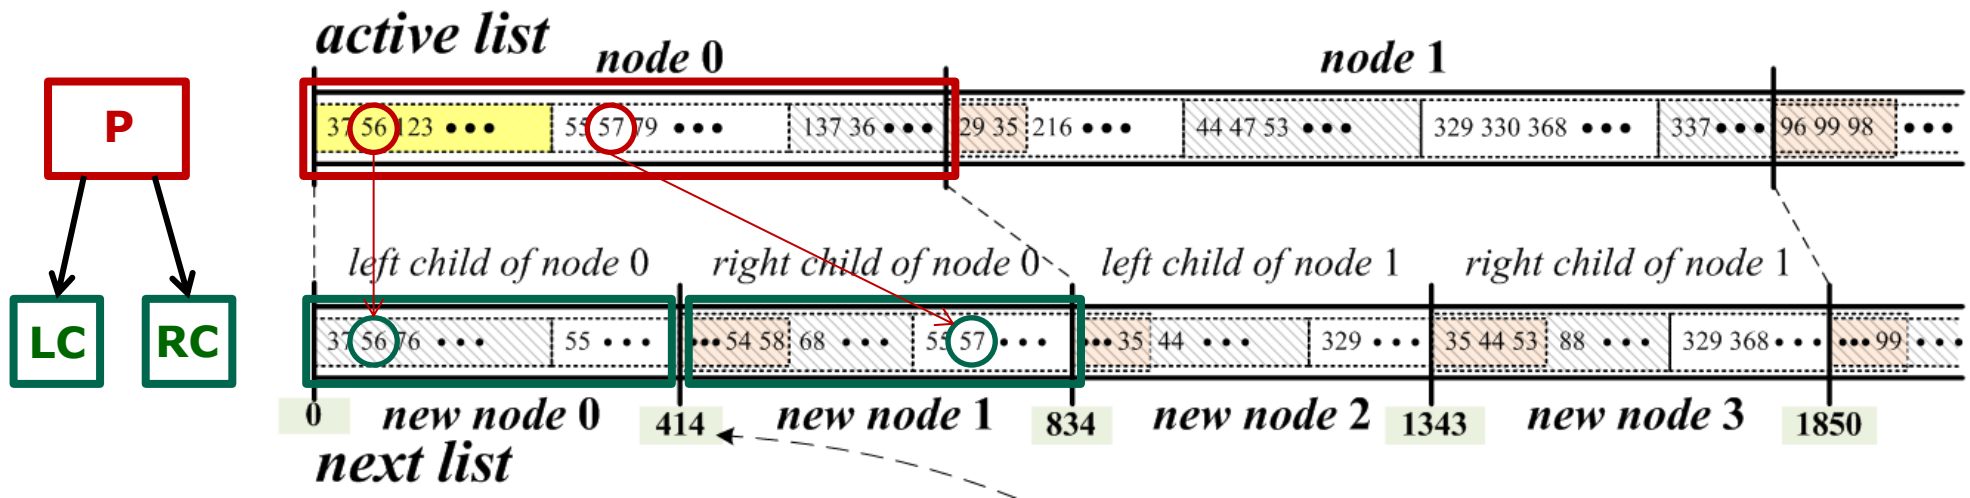 active list
node 0
node 1
P
37 56 123 •••
55 57 79 •••
137 36 •••
29 35 216 •••
44 47 53 •••
329 330 368 •••
337 •••
96 99 98 •••
left child of node 0
right child of node 0
left child of node 1
right child of node 1
LC
RC
37 56 76 •••
55 •••
••• 54 58 68 •••
55 57 •••
••• 35 44 •••
329 •••
35 44 53 88 •••
329 368 •••
••• 99 •••
0
new node 0
414
new node 1
834
new node 2
1343
new node 3
1850
next list